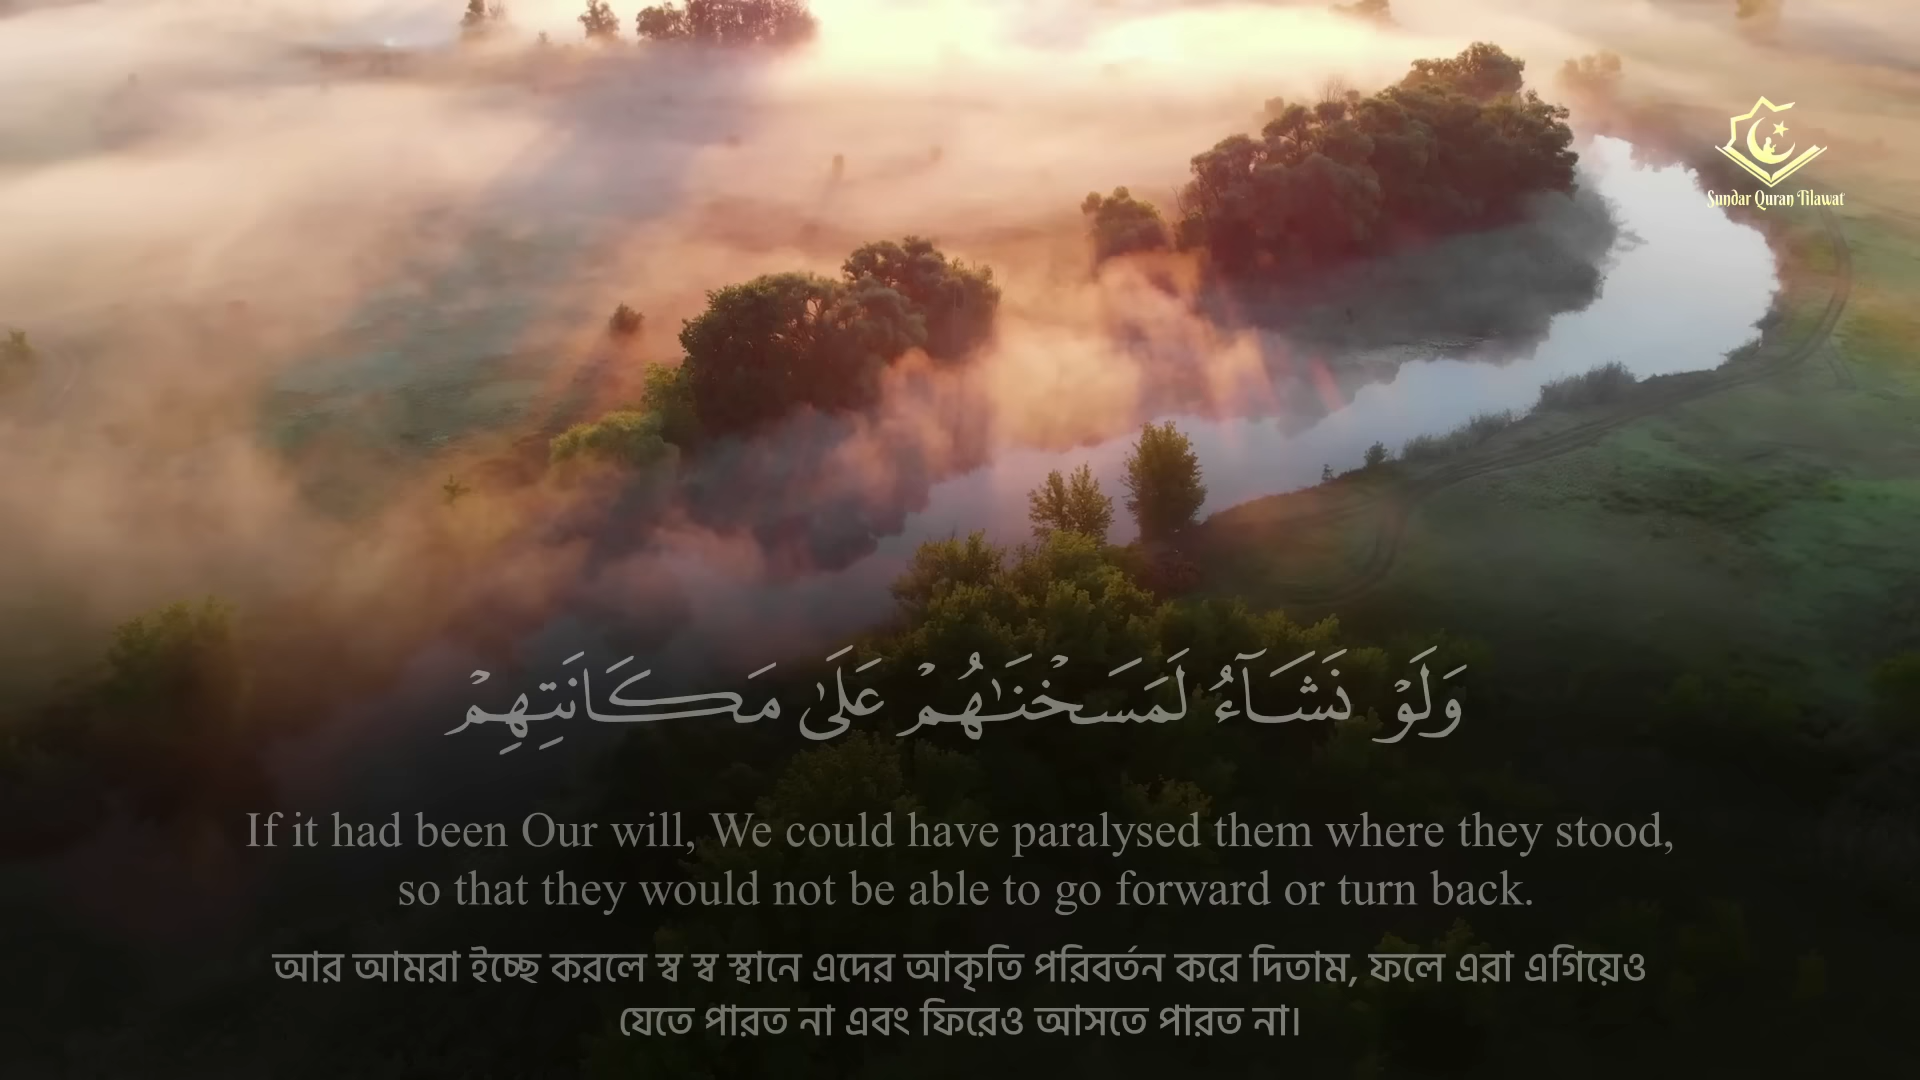 Sundar Quran Tilawat
وَلَوْ نَشَآءُ لَمَسَخْنَٰهُمْ عَلَىٰ مَكَانَتِهِمْ
If it had been Our will, We could have paralysed them where they stood,
so that they would not be able to go forward or turn back.
আর আমরা ইচ্ছে করলে স্ব স্ব স্থানে এদের আকৃতি পরিবর্তন করে দিতাম, ফলে এরা এগিয়েও
যেতে পারত না এবং ফিরেও আসতে পারত না।